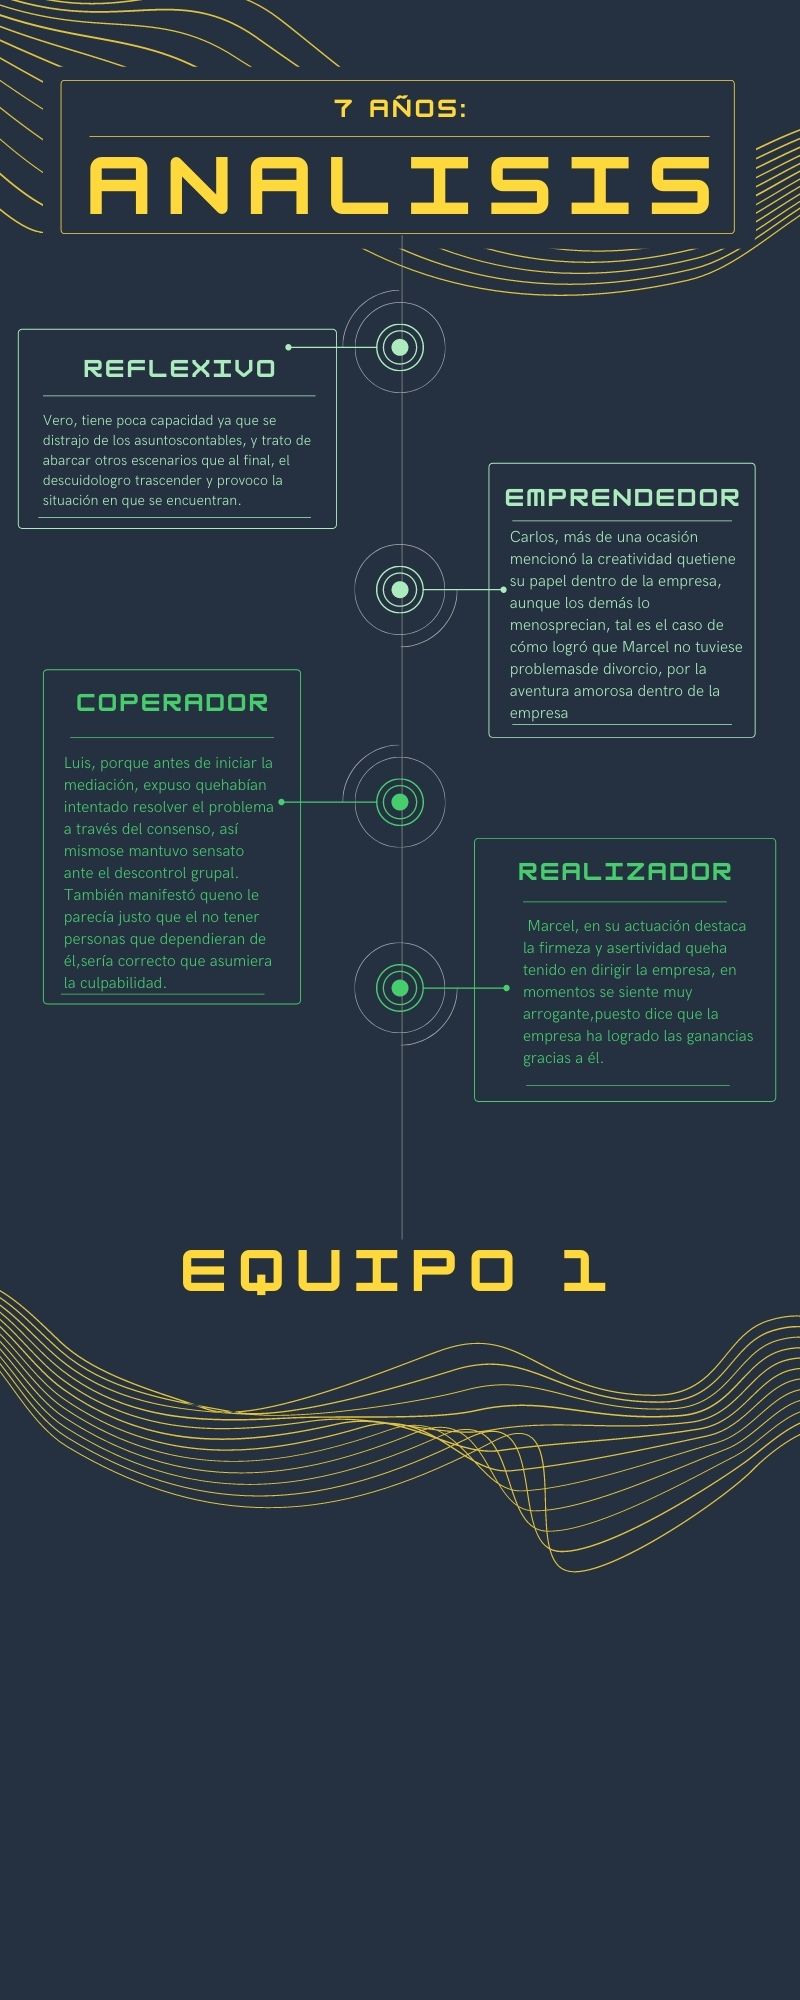 7 AÑOS:
ANALISIS
REFLEXIVO
Vero, tiene poca capacidad ya que se
distrajo de los asuntoscontables, y trato de
abarcar otros escenarios que al final, el
descuidologro trascender y provoco la
situación en que se encuentran.
EMPRENDEDOR
Carlos, más de una ocasión
mencionó la creatividad quetiene
su papel dentro de la empresa,
aunque los demás lo
menosprecian, tal es el caso de
cómo logró que Marcel no tuviese
problemasde divorcio, por la
aventura amorosa dentro de la
empresa
COPERADOR
Luis, porque antes de iniciar la
mediación, expuso quehabían
intentado resolver el problema
a través del consenso, así
mismose mantuvo sensato
ante el descontrol grupal.
También manifestó queno le
parecía justo que el no tener
personas que dependieran de
él,sería correcto que asumiera
la culpabilidad.
REALIZADOR
Marcel, en su actuación destaca
la firmeza y asertividad queha
tenido en dirigir la empresa, en
momentos se siente muy
arrogante,puesto dice que la
empresa ha logrado las ganancias
gracias a él.
EQUIPO 1